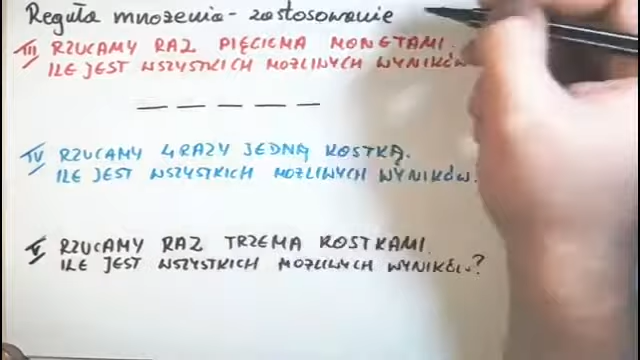 Reguła mnożenia - zastosowanie
III RZUCAMY RAZ PIĘCIOMA MONETAMI.
ILE JEST WSZYSTKICH MOŻLIWYCH WYNIKÓW
IV RZUCAMY 4 RAZY JEDNĄ KOSTKĄ.
ILE JEST WSZYSTKICH MOŻLIWYCH WYNIKÓW.
V RZUCAMY RAZ TRZEMA KOSTKAMI.
ILE JEST WSZYSTKICH MOŻLIWYCH WYNIKÓW?